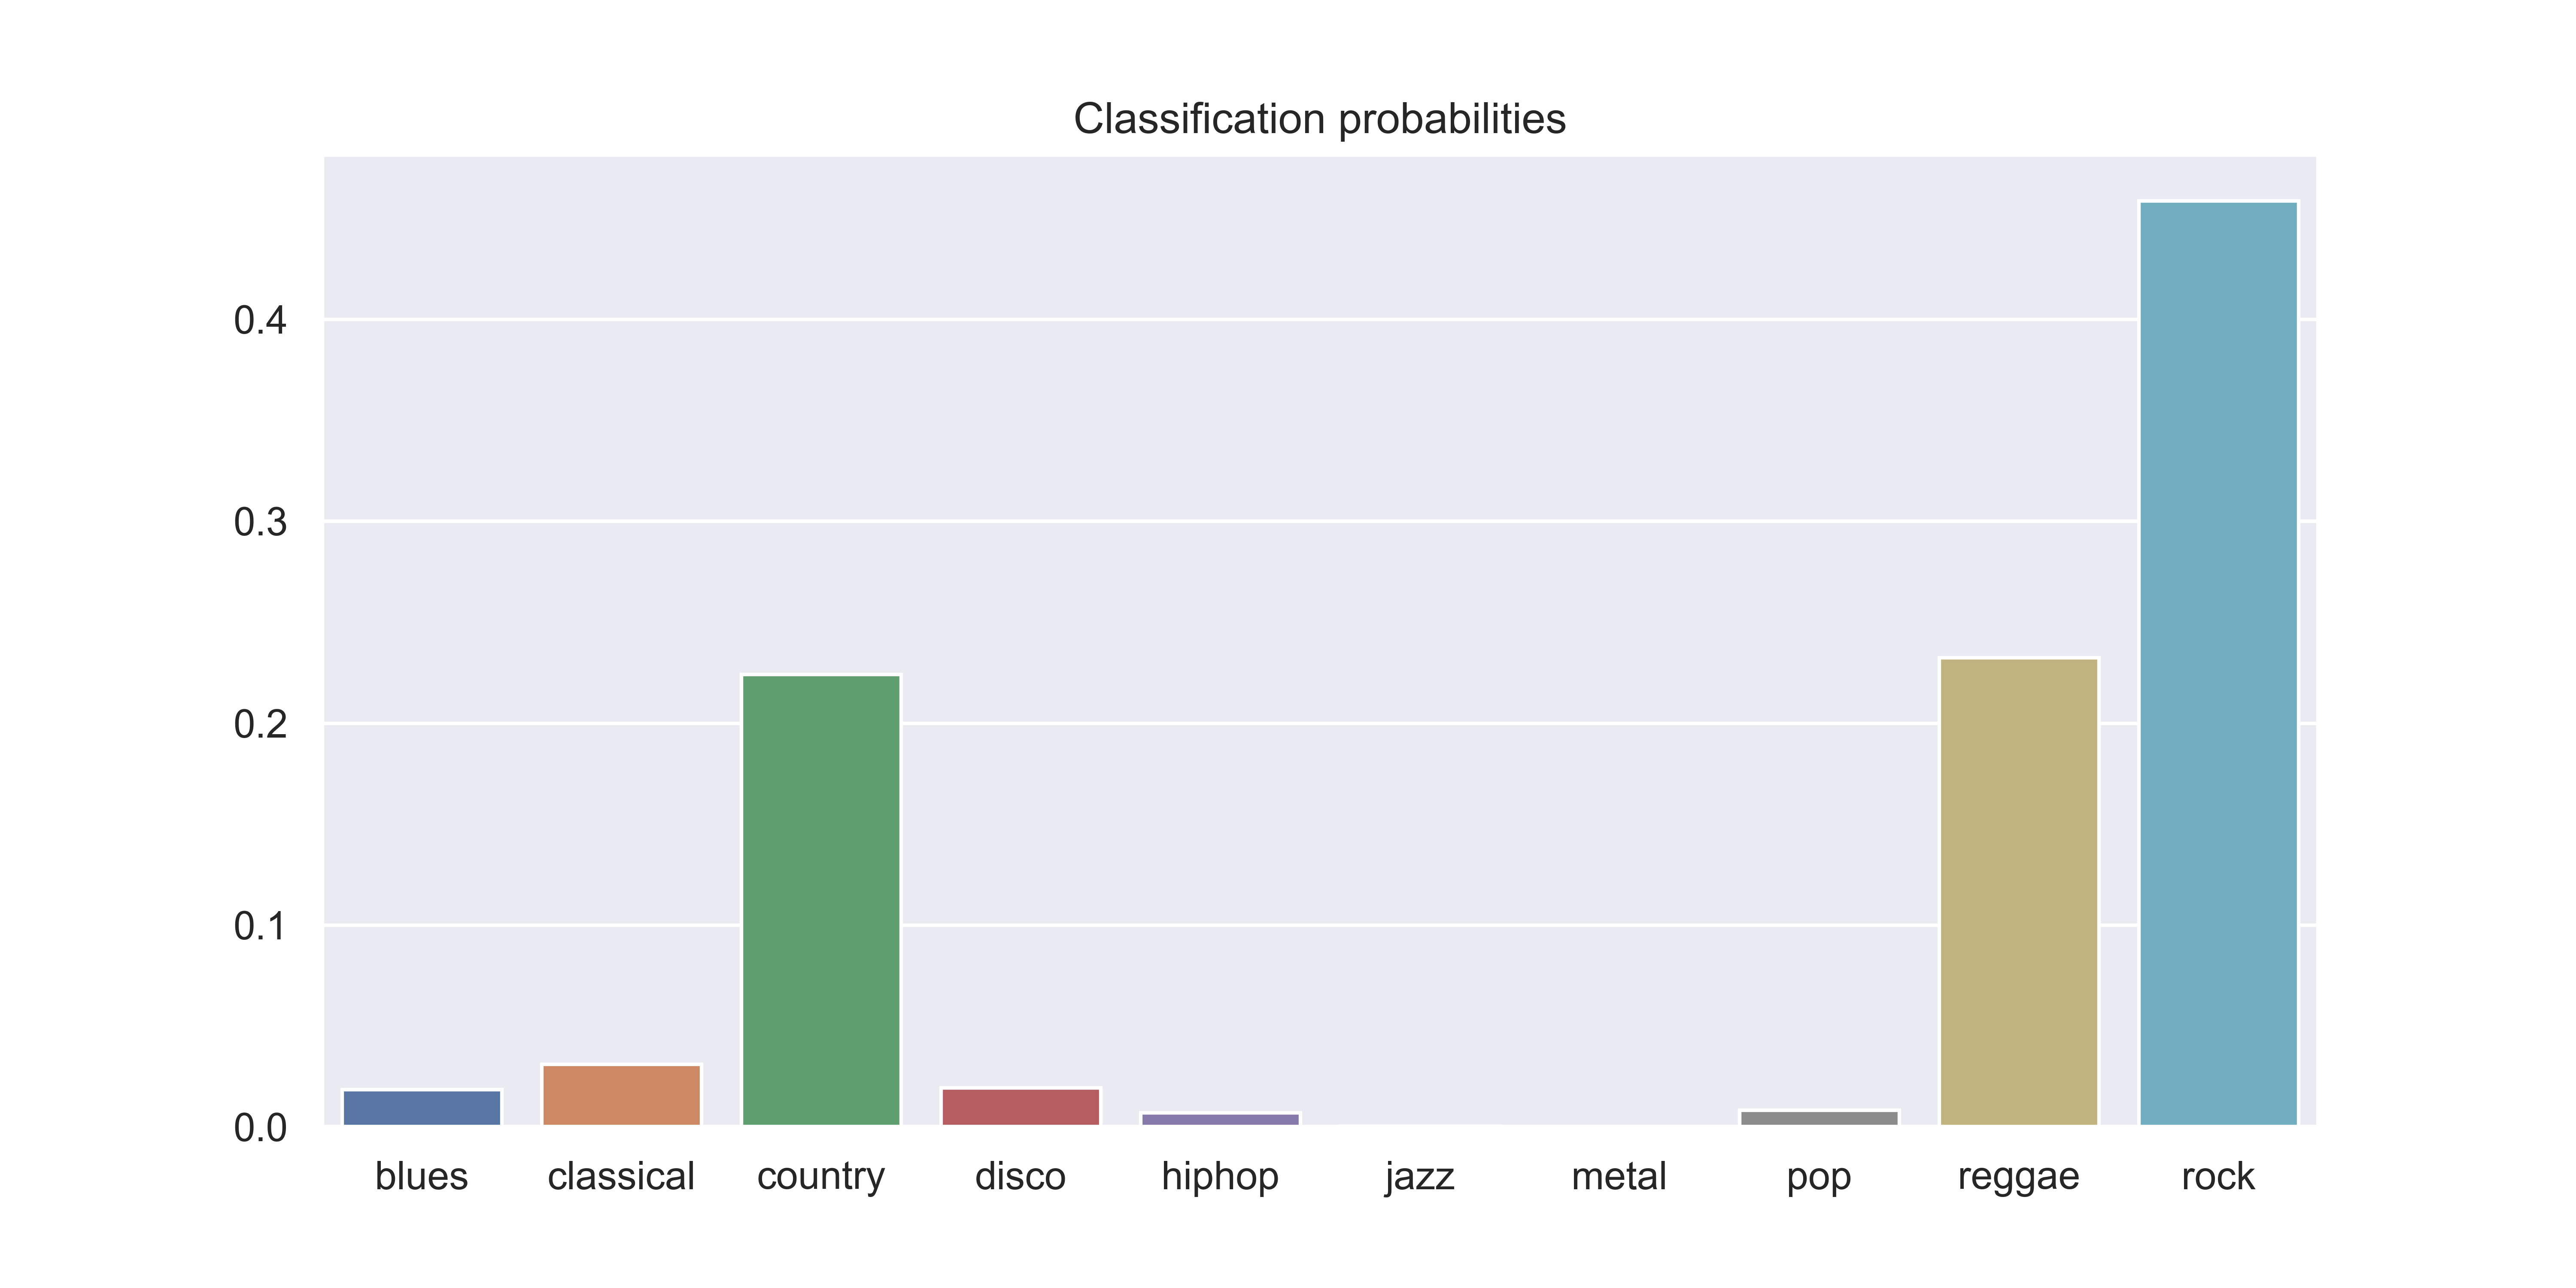 Classification probabilities
0.4
0.3
0.2
0.1
0.0
blues classical country disco hiphop jazz metal pop reggae rock